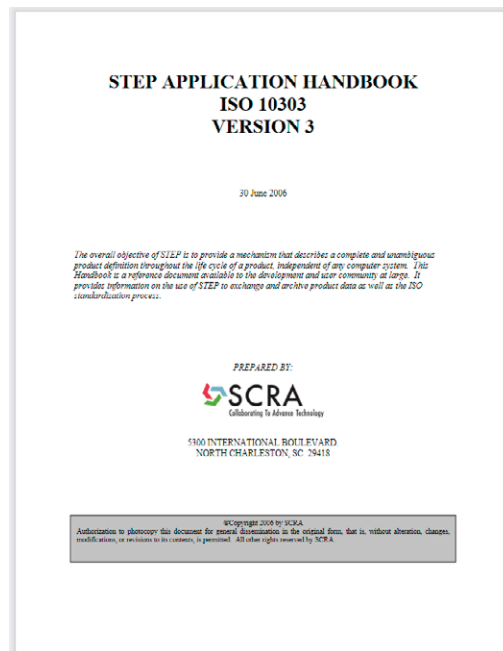 STEP APPLICATION HANDBOOK
ISO 10303
VERSION 3
30 June 2006
The overall objective of STEP is to provide a mechanism that describes a complete and unambiguous
product definition throughout the life cycle of a product, independent of any computer system. This
Handbook is a reference document available to the development and user community at large. It
provides information on the use of STEP to exchange and archive product data as well as the ISO
standardization process.
PREPARED BY:
SCRA
Collaborating To Advance Technology
5300 INTERNATIONAL BOULEVARD
NORTH CHARLESTON, SC 29418
©Copyright 2006 by SCRA
Authorization to photocopy this document for general dissemination in the original form, that is, without alteration, changes,
modifications, or revisions to its contents, is permitted. All other rights reserved by SCRA